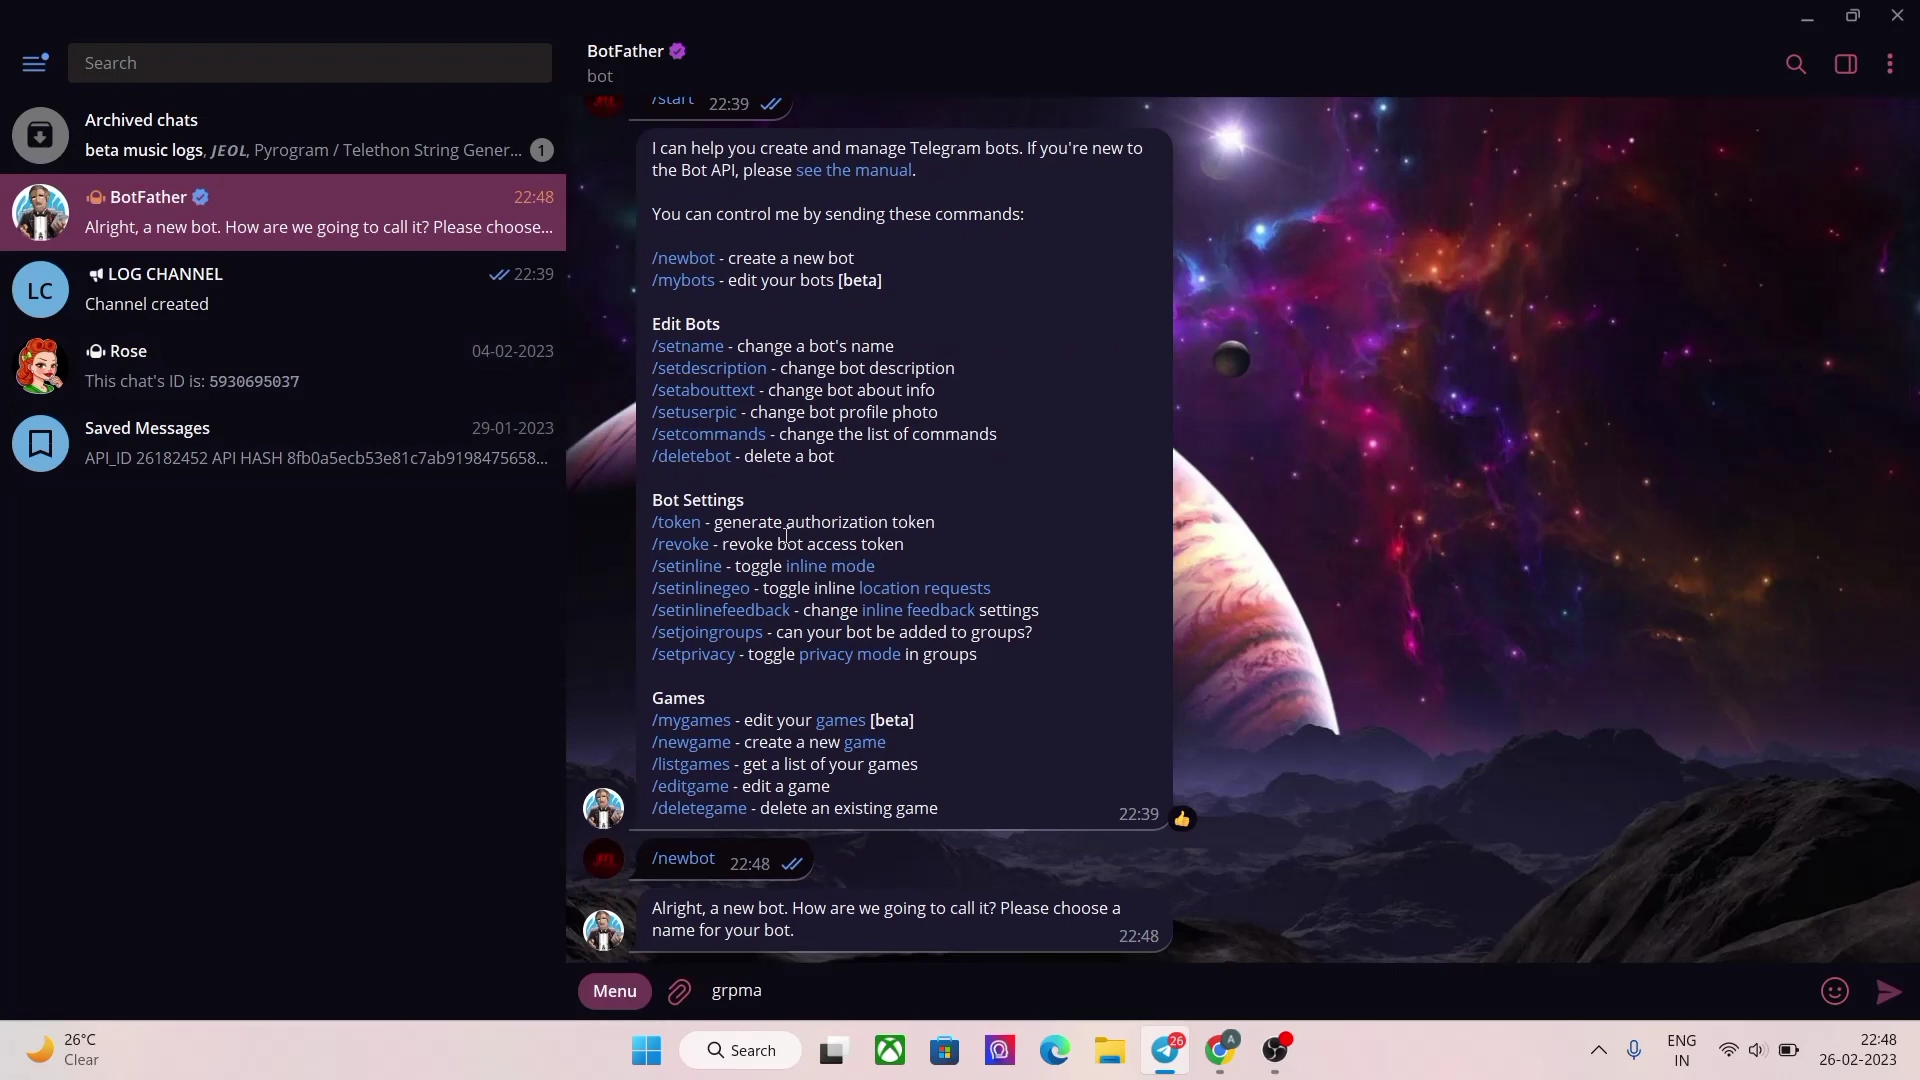 Search
Archived chats
beta music logs, JEOL, Pyrogram / Telethon String Gener... 1
BotFather 22:48
Alright, a new bot. How are we going to call it? Please choose...
LC
LOG CHANNEL 22:39
Channel created
Rose 04-02-2023
This chat's ID is: 5930695037
Saved Messages 29-01-2023
API_ID 26182452 API HASH 8fb0a5ecb53e81c7ab9198475658...
BotFather
bot
/start 22:39
I can help you create and manage Telegram bots. If you're new to
the Bot API, please see the manual.
You can control me by sending these commands:
/newbot - create a new bot
/mybots - edit your bots [beta]
Edit Bots
/setname - change a bot's name
/setdescription - change bot description
/setabouttext - change bot about info
/setuserpic - change bot profile photo
/setcommands - change the list of commands
/deletebot - delete a bot
Bot Settings
/token - generate authorization token
/revoke - revoke bot access token
/setinline - toggle inline mode
/setinlinegeo - toggle inline location requests
/setinlinefeedback - change inline feedback settings
/setjoingroups - can your bot be added to groups?
/setprivacy - toggle privacy mode in groups
Games
/mygames - edit your games [beta]
/newgame - create a new game
/listgames - get a list of your games
/editgame - edit a game
/deletegame - delete an existing game
22:39
/newbot 22:48
Alright, a new bot. How are we going to call it? Please choose a
name for your bot.
22:48
Menu
grpma
26°C
Clear
Search
26
A
ENG
IN
22:48
26-02-2023